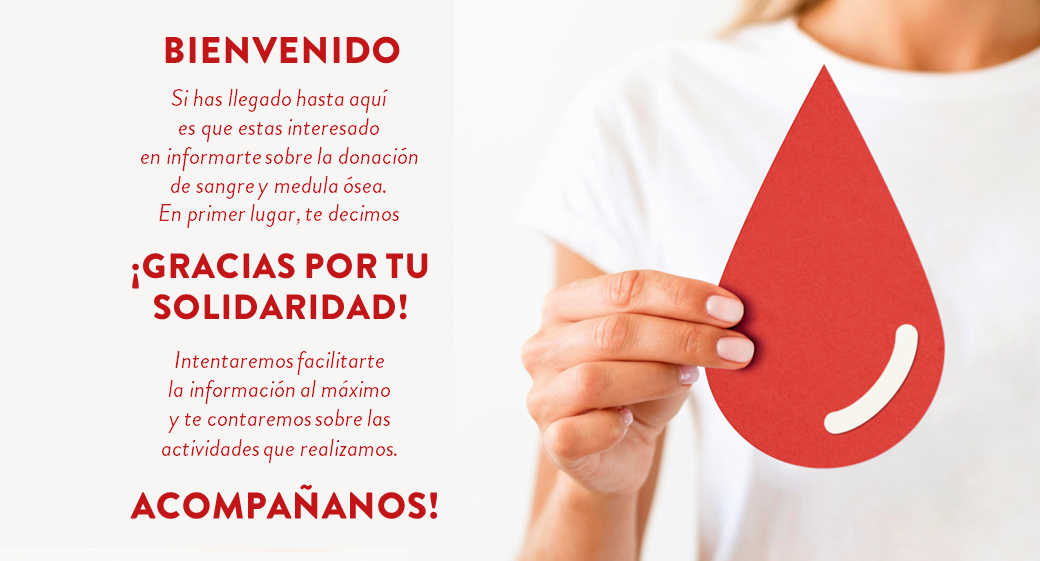 BIENVENIDO
Si has llegado hasta aquí
es que estas interesado
en informarte sobre la donación
de sangre y medula ósea.
En primer lugar, te decimos
¡GRACIAS POR TU
SOLIDARIDAD!
Intentaremos facilitarte
la información al máximo
y te contaremos sobre las
actividades que realizamos.
ACOMPAÑANOS!